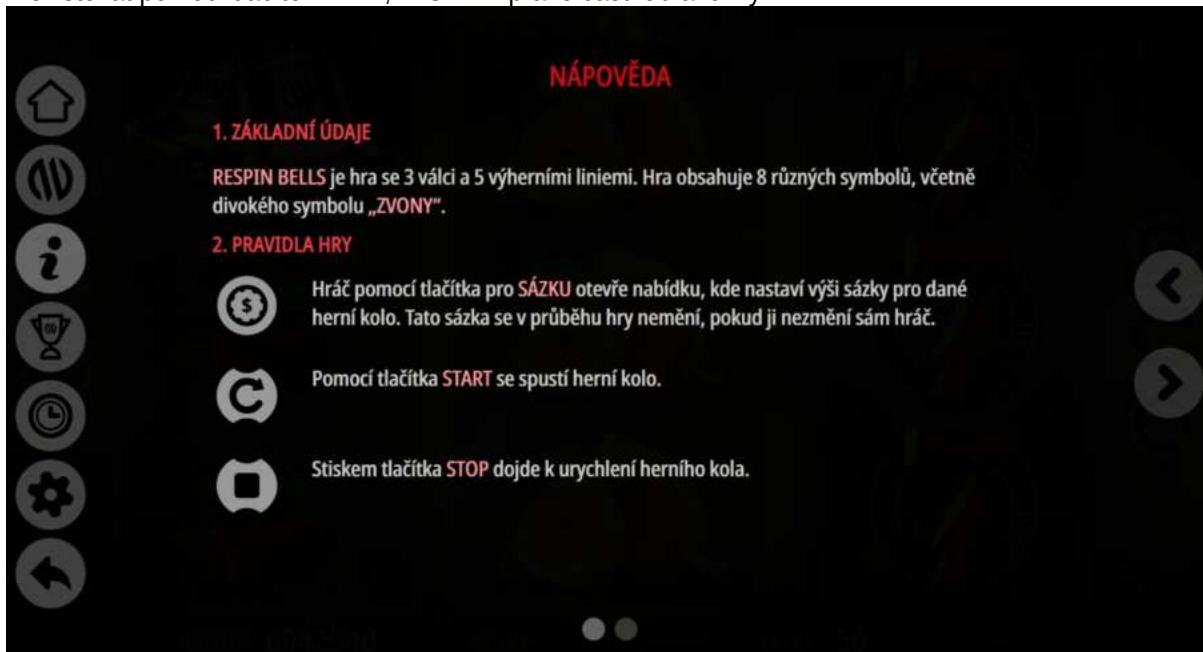 NÁPOVĚDA
1. ZÁKLADNÍ ÚDAJE
RESPIN BELLS je hra se 3 válci a 5 výherními liniemi. Hra obsahuje 8 různých symbolů, včetně
divokého symbolu „ZVONY“.
2. PRAVIDLA HRY
Hráč pomocí tlačítka pro SÁZKU otevře nabídku, kde nastaví výši sázky pro dané
herní kolo. Tato sázka se v průběhu hry nemění, pokud ji nezmění sám hráč.
Pomocí tlačítka START se spustí herní kolo.
Stiskem tlačítka STOP dojde k urychlení herního kola.